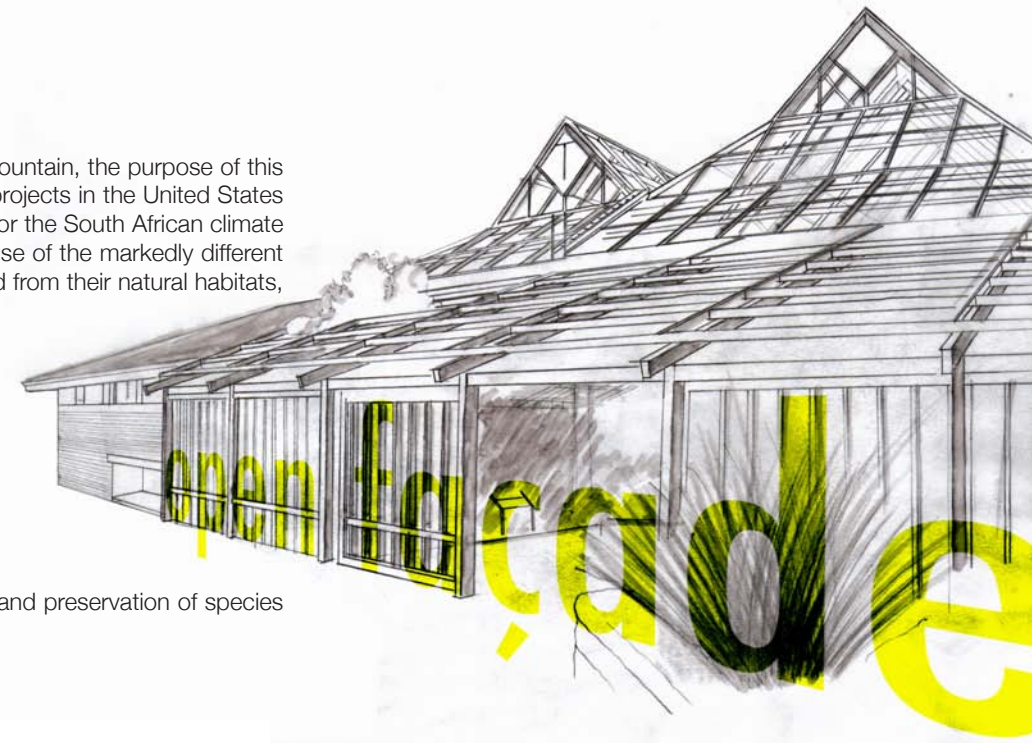 ountain, the purpose of this
projects in the United States
or the South African climate
se of the markedly different
d from their natural habitats,
open façade
and preservation of species